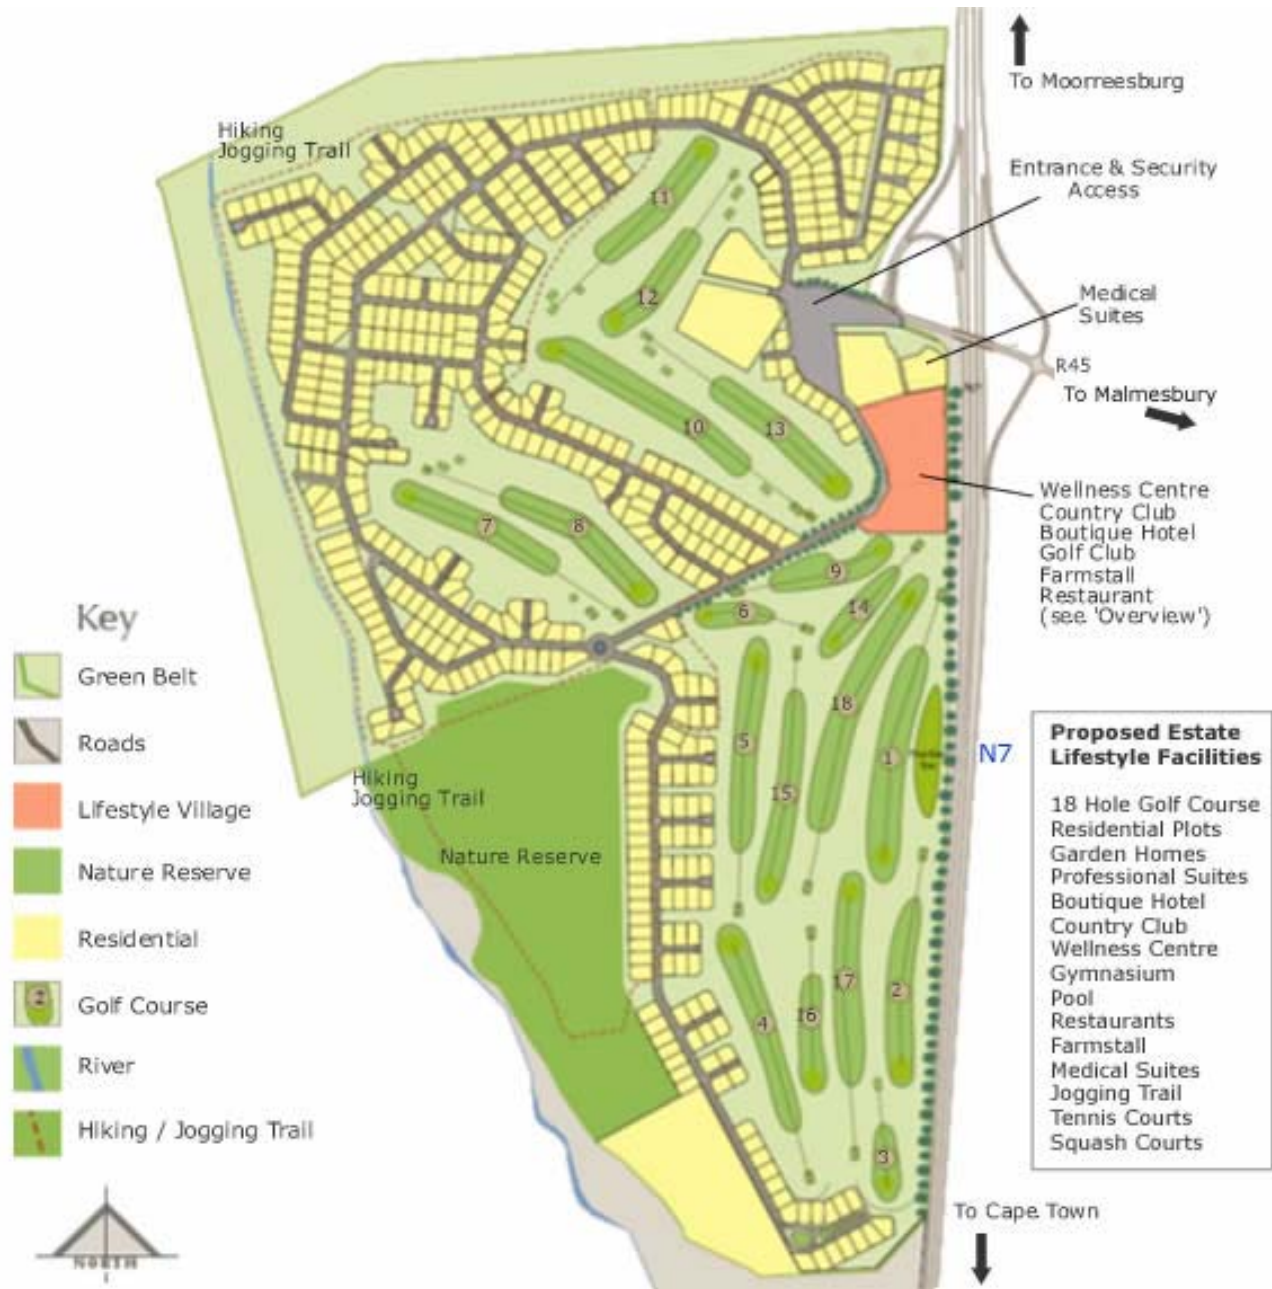 To Moorreesburg
Hiking
Jogging Trail
Entrance & Security
Access
Medical
Suites
R45
To Malmesbury
Wellness Centre
Country Club
Boutique Hotel
Golf Club
Farmstall
Restaurant
(see 'Overview')
11
12
10
13
7
8
9
14
6
18
5
1
15
17
16
2
4
3
Key
Green Belt
Roads
Lifestyle Village
Nature Reserve
Residential
2
Golf Course
River
Hiking / Jogging Trail
NORTH
Hiking
Jogging Trail
Nature Reserve
N7
Proposed Estate
Lifestyle Facilities
18 Hole Golf Course
Residential Plots
Garden Homes
Professional Suites
Boutique Hotel
Country Club
Wellness Centre
Gymnasium
Pool
Restaurants
Farmstall
Medical Suites
Jogging Trail
Tennis Courts
Squash Courts
To Cape Town